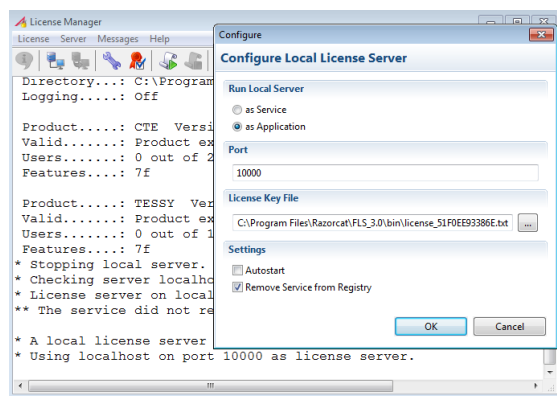 License Manager
License Server Messages Help
Directory...: C:\Program
Logging.....: Off
Product.....: CTE Versi
Valid.......: Product ex
Users.......: 0 out of 2
Features....: 7f
Product.....: TESSY Ver
Valid.......: Product ex
Users.......: 0 out of 1
Features....: 7f
* Stopping local server.
* Checking server localho
* License server on local
** The service did not re
* A local license server
* Using localhost on port 10000 as license server.
Configure
Configure Local License Server
Run Local Server
as Service
as Application
Port
10000
License Key File
C:\Program Files\Razorcat\FLS_3.0\bin\license_51F0EE93386E.txt ...
Settings
Autostart
Remove Service from Registry
OK Cancel